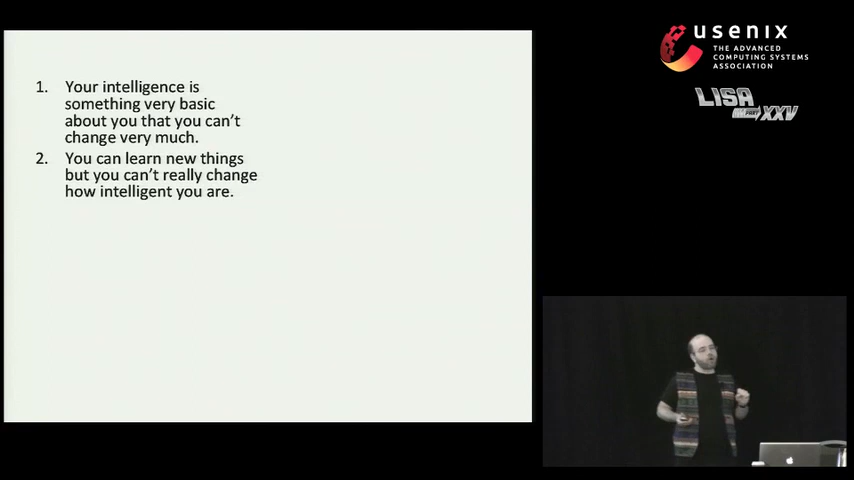 1. Your intelligence is
something very basic
about you that you can't
change very much.
2. You can learn new things
but you can't really change
how intelligent you are.
usenix
THE ADVANCED
COMPUTING SYSTEMS
ASSOCIATION
LISA
XXV